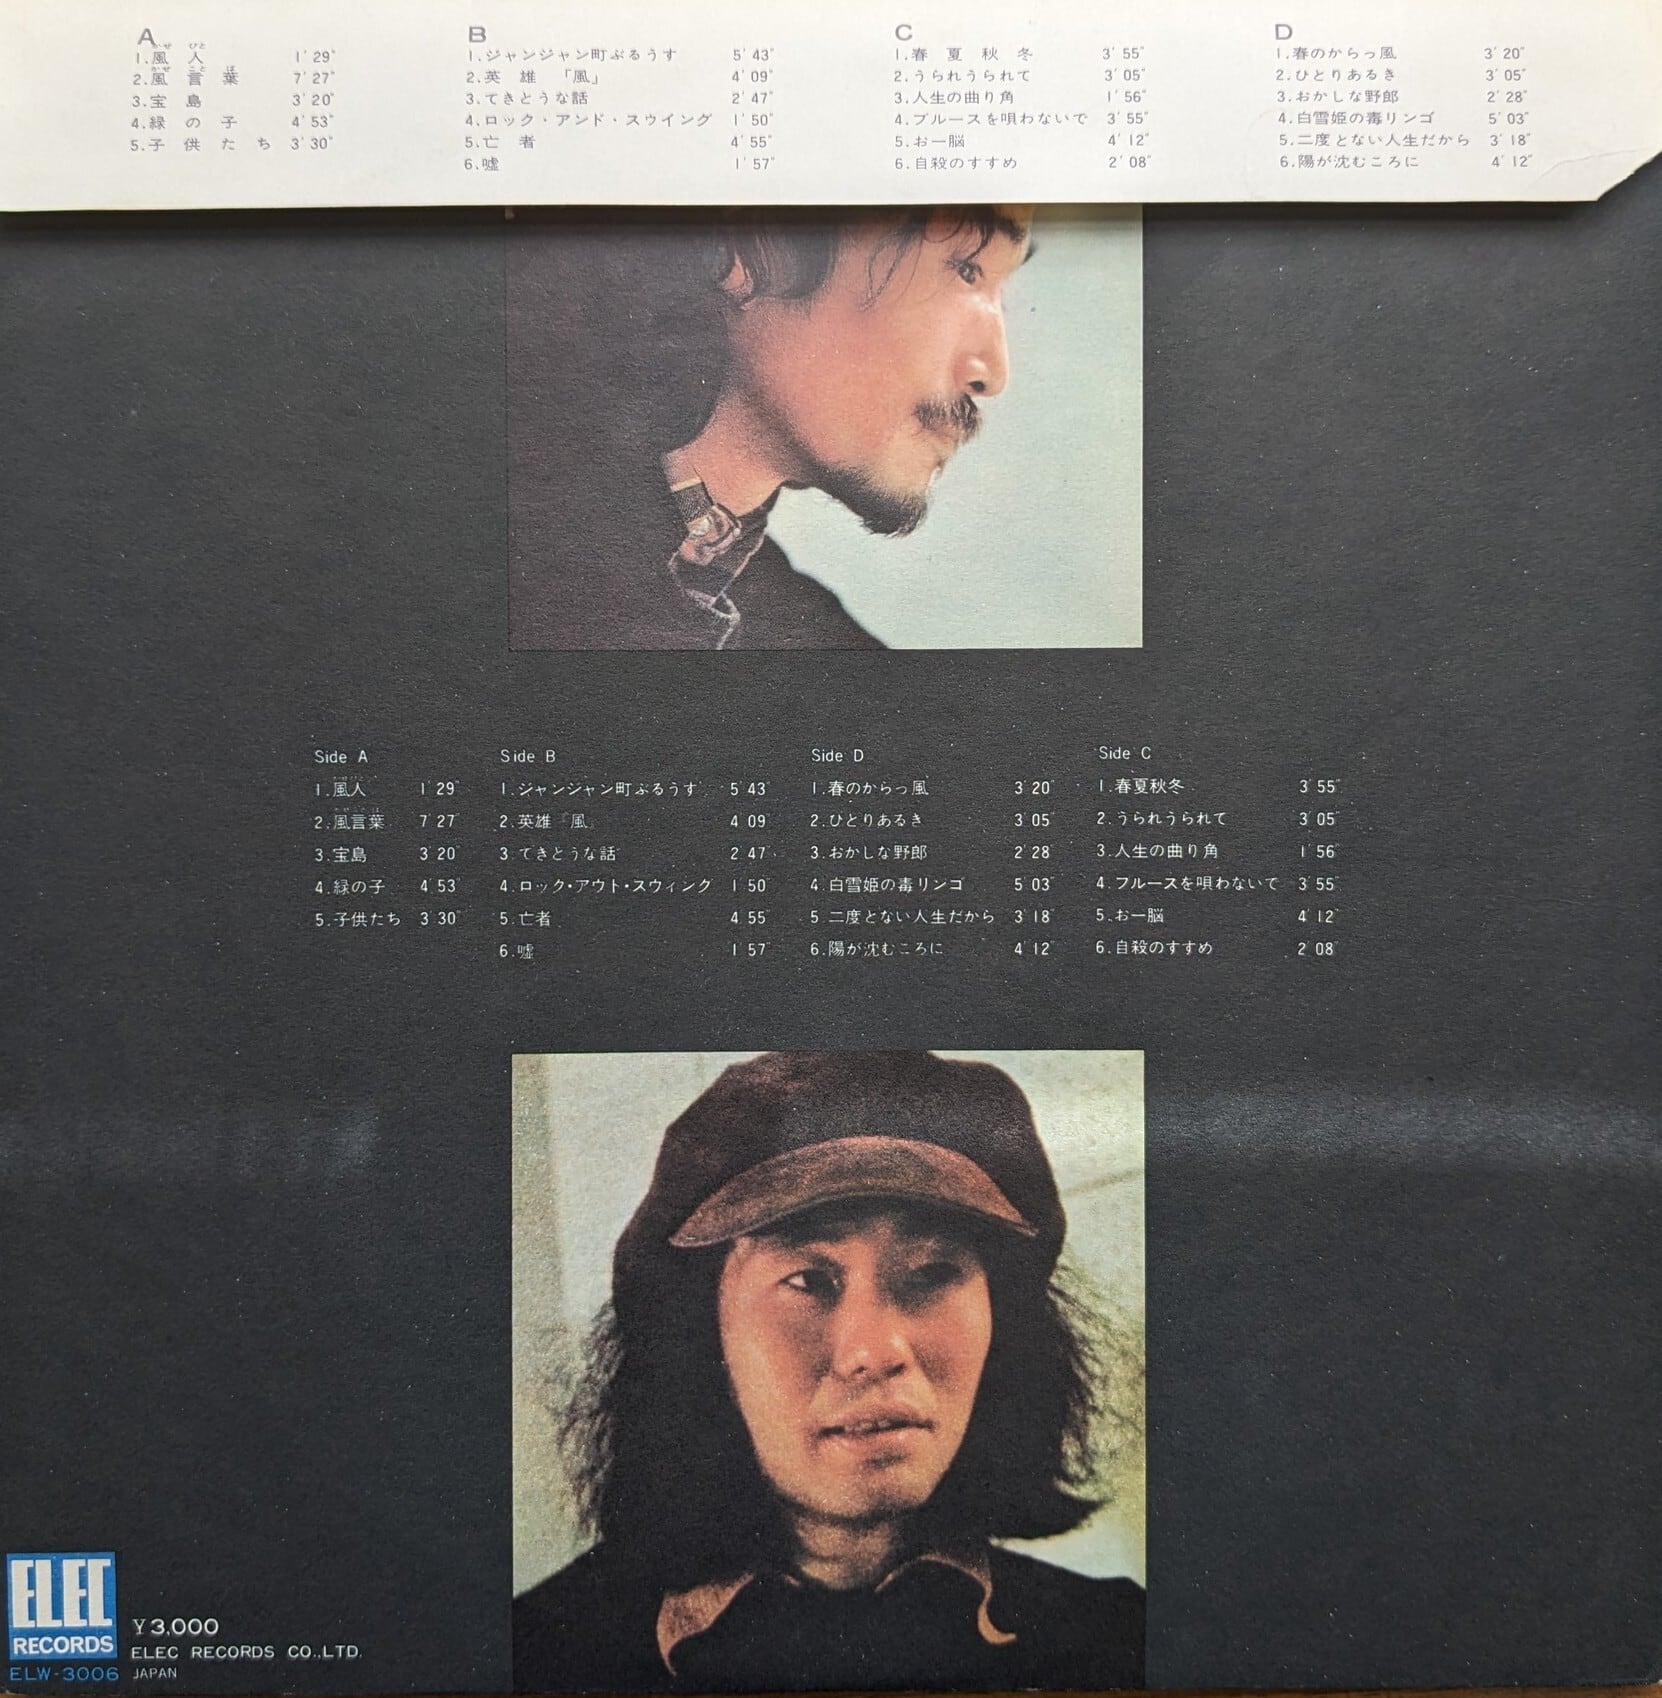 A
かぜ ひと
1.風 人 1'29"
かぜ こと ば
2.風 言 葉 7'27"
3.宝 島 3'20"
4.緑 の 子 4'53"
5.子 供 た ち 3'30"
B
1.ジャンジャン町ぶるうす 5'43"
2.英 雄 「風」 4'09"
3.てきとうな話 2'47"
4.ロック・アンド・スウイング 1'50"
5.亡 者 4'55"
6.嘘 1'57"
C
1.春 夏 秋 冬 3'55"
2.うられうられて 3'05"
3.人生の曲り角 1'56"
4.ブルースを唄わないで 3'55"
5.お一脳 4'12"
6.自殺のすすめ 2'08"
D
1.春のからっ風 3'20"
2.ひとりあるき 3'05"
3.おかしな野郎 2'28"
4.白雪姫の毒リンゴ 5'03"
5.二度とない人生だから 3'18"
6.陽が沈むころに 4'12"
Side A
1.風人 1'29"
2.風言葉 7'27"
3.宝島 3'20"
4.緑の子 4'53"
5.子供たち 3'30"
Side B
1.ジャンジャン町ぶるうす 5'43"
2.英雄「風」 4'09"
3.てきとうな話 2'47"
4.ロック・アウト・スウィング 1'50"
5.亡者 4'55"
6.嘘 1'57"
Side D
1.春のからっ風 3'20"
2.ひとりあるき 3'05"
3.おかしな野郎 2'28"
4.白雪姫の毒リンゴ 5'03"
5.二度とない人生だから 3'18"
6.陽が沈むころに 4'12"
Side C
1.春夏秋冬 3'55"
2.うられうられて 3'05"
3.人生の曲り角 1'56"
4.ブルースを唄わないで 3'55"
5.お一脳 4'12"
6.自殺のすすめ 2'08"
ELEC
RECORDS
ELW-3006
¥3,000
ELEC RECORDS CO.,LTD.
JAPAN